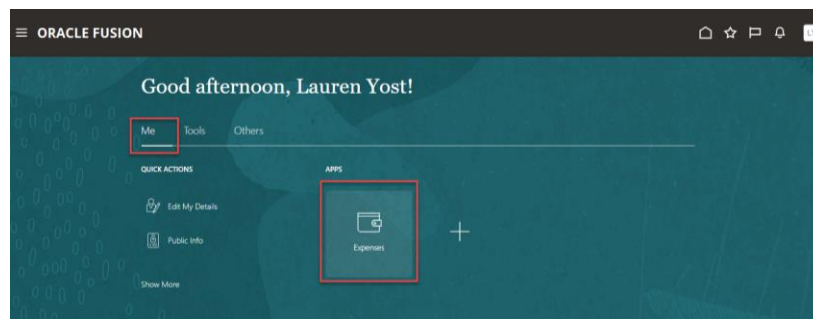 ORACLE FUSION
Good afternoon, Lauren Yost!
Me Tools Others
QUICK ACTIONS
APPS
Edit My Details
Public Info
Expenses
Show More